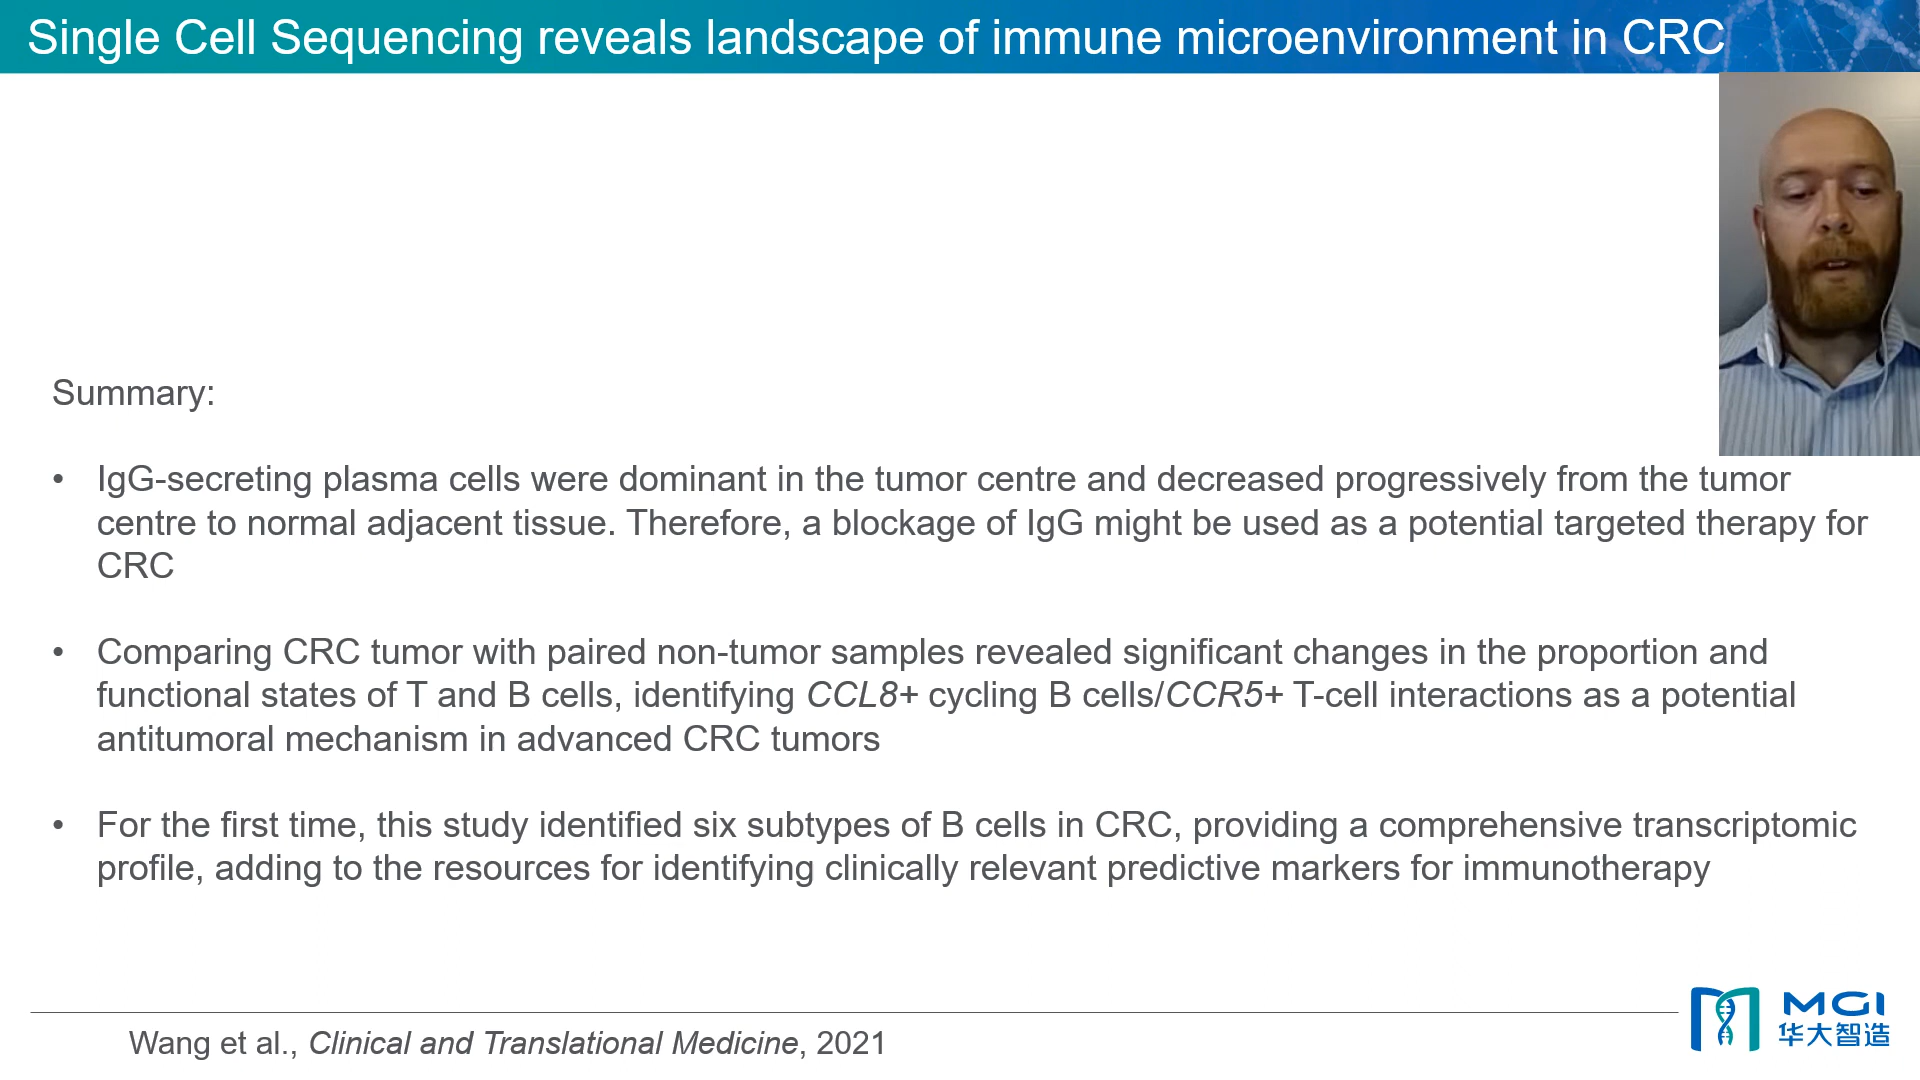 Single Cell Sequencing reveals landscape of immune microenvironment in CRC
Summary:
• IgG-secreting plasma cells were dominant in the tumor centre and decreased progressively from the tumor
centre to normal adjacent tissue. Therefore, a blockage of IgG might be used as a potential targeted therapy for
CRC
• Comparing CRC tumor with paired non-tumor samples revealed significant changes in the proportion and
functional states of T and B cells, identifying CCL8+ cycling B cells/CCR5+ T-cell interactions as a potential
antitumoral mechanism in advanced CRC tumors
• For the first time, this study identified six subtypes of B cells in CRC, providing a comprehensive transcriptomic
profile, adding to the resources for identifying clinically relevant predictive markers for immunotherapy
Wang et al., Clinical and Translational Medicine, 2021
MGI
华大智造